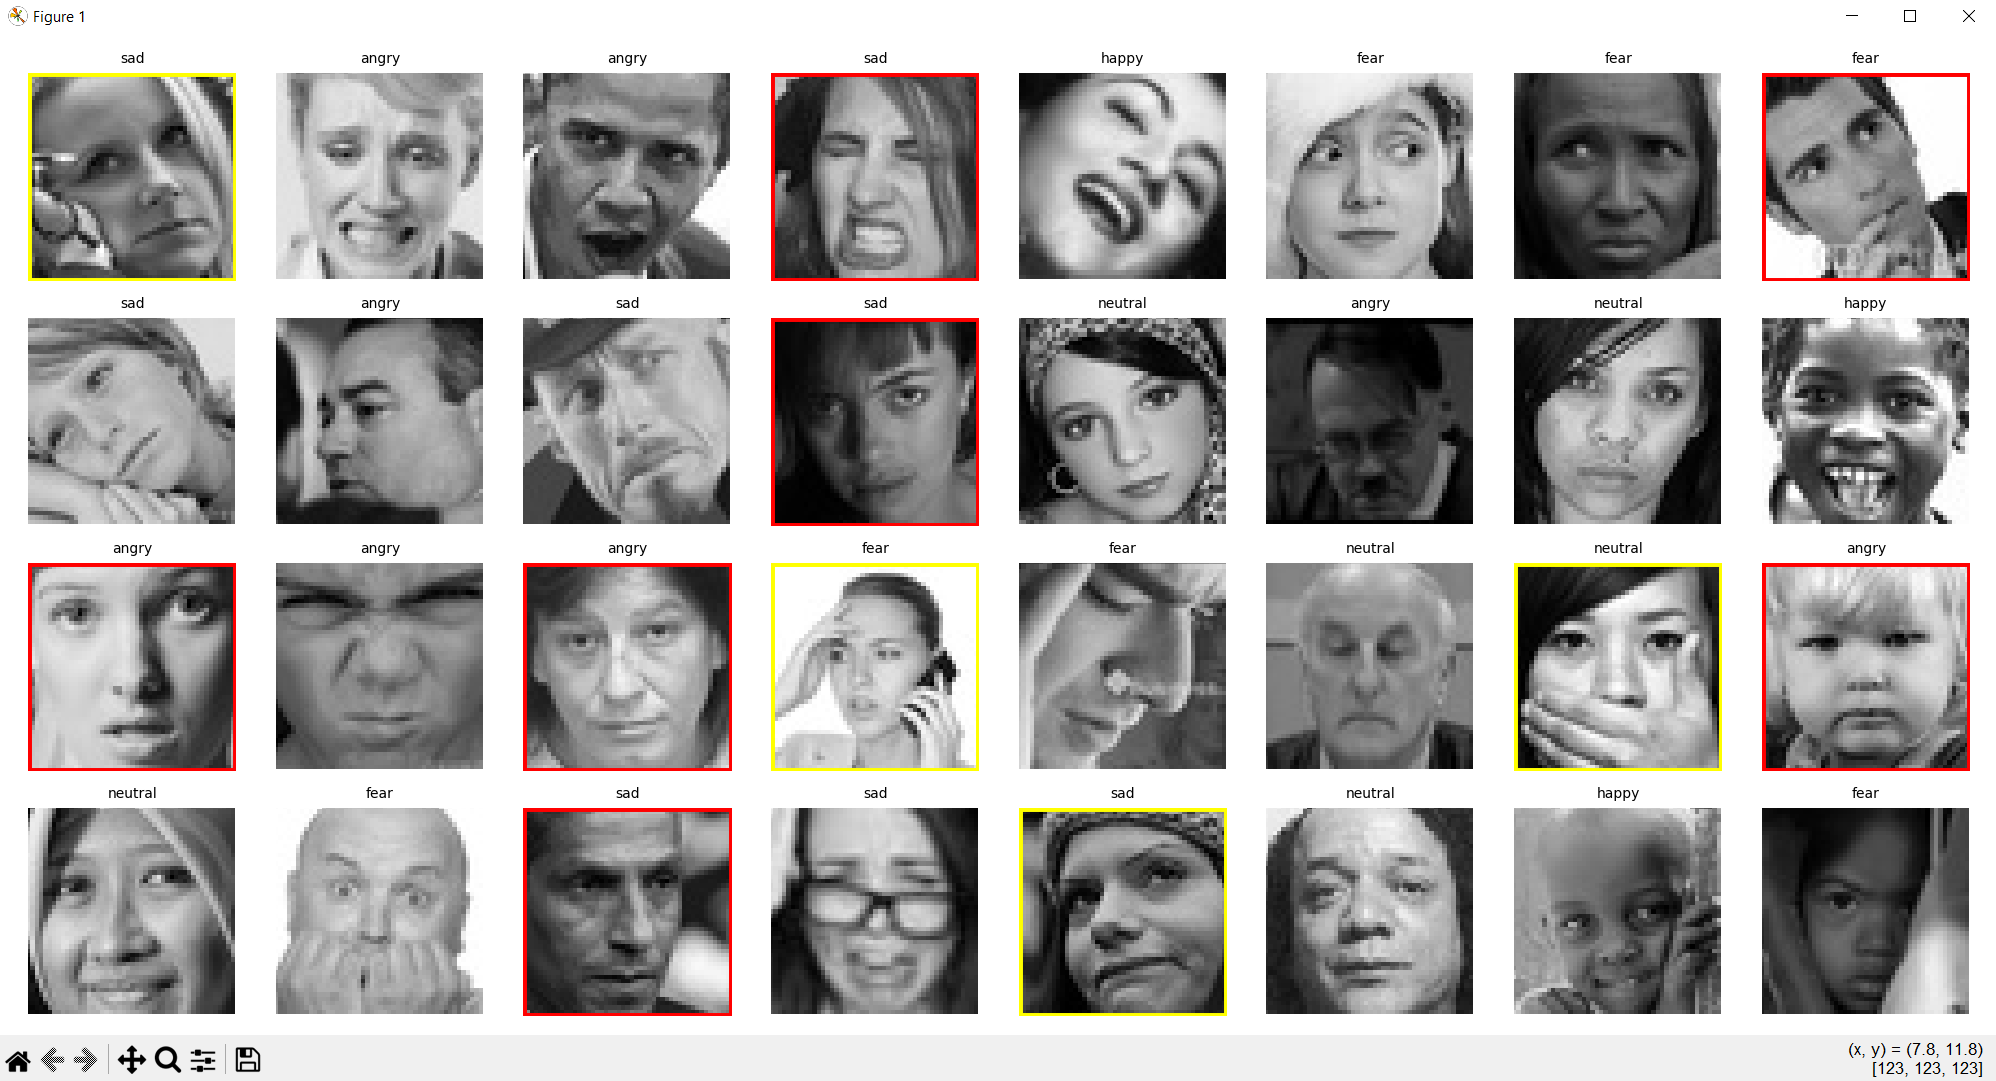 Figure 1
sad angry angry sad happy fear fear fear
sad angry sad sad neutral angry neutral happy
angry angry angry fear fear neutral neutral angry
neutral fear sad sad sad neutral happy fear
(x, y) = (7.8, 11.8)
[123, 123, 123]